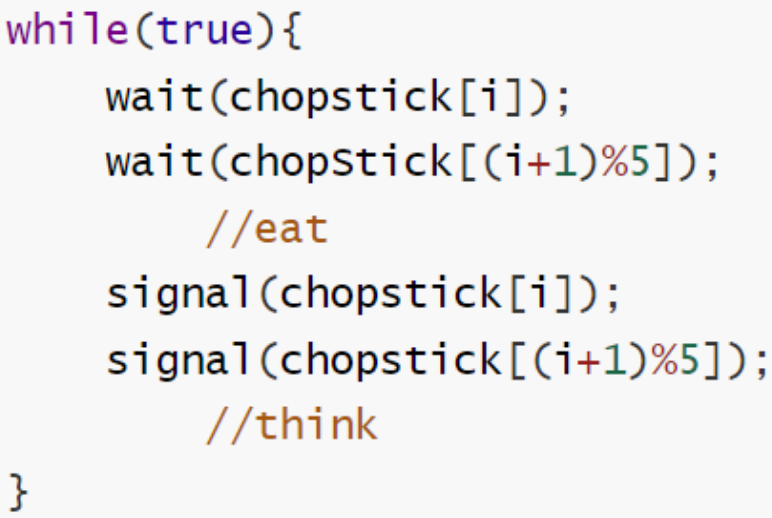 while(true){
wait(chopstick[i]);
wait(chopStick[(i+1)%5]);
//eat
signal(chopstick[i]);
signal(chopstick[(i+1)%5]);
//think
}